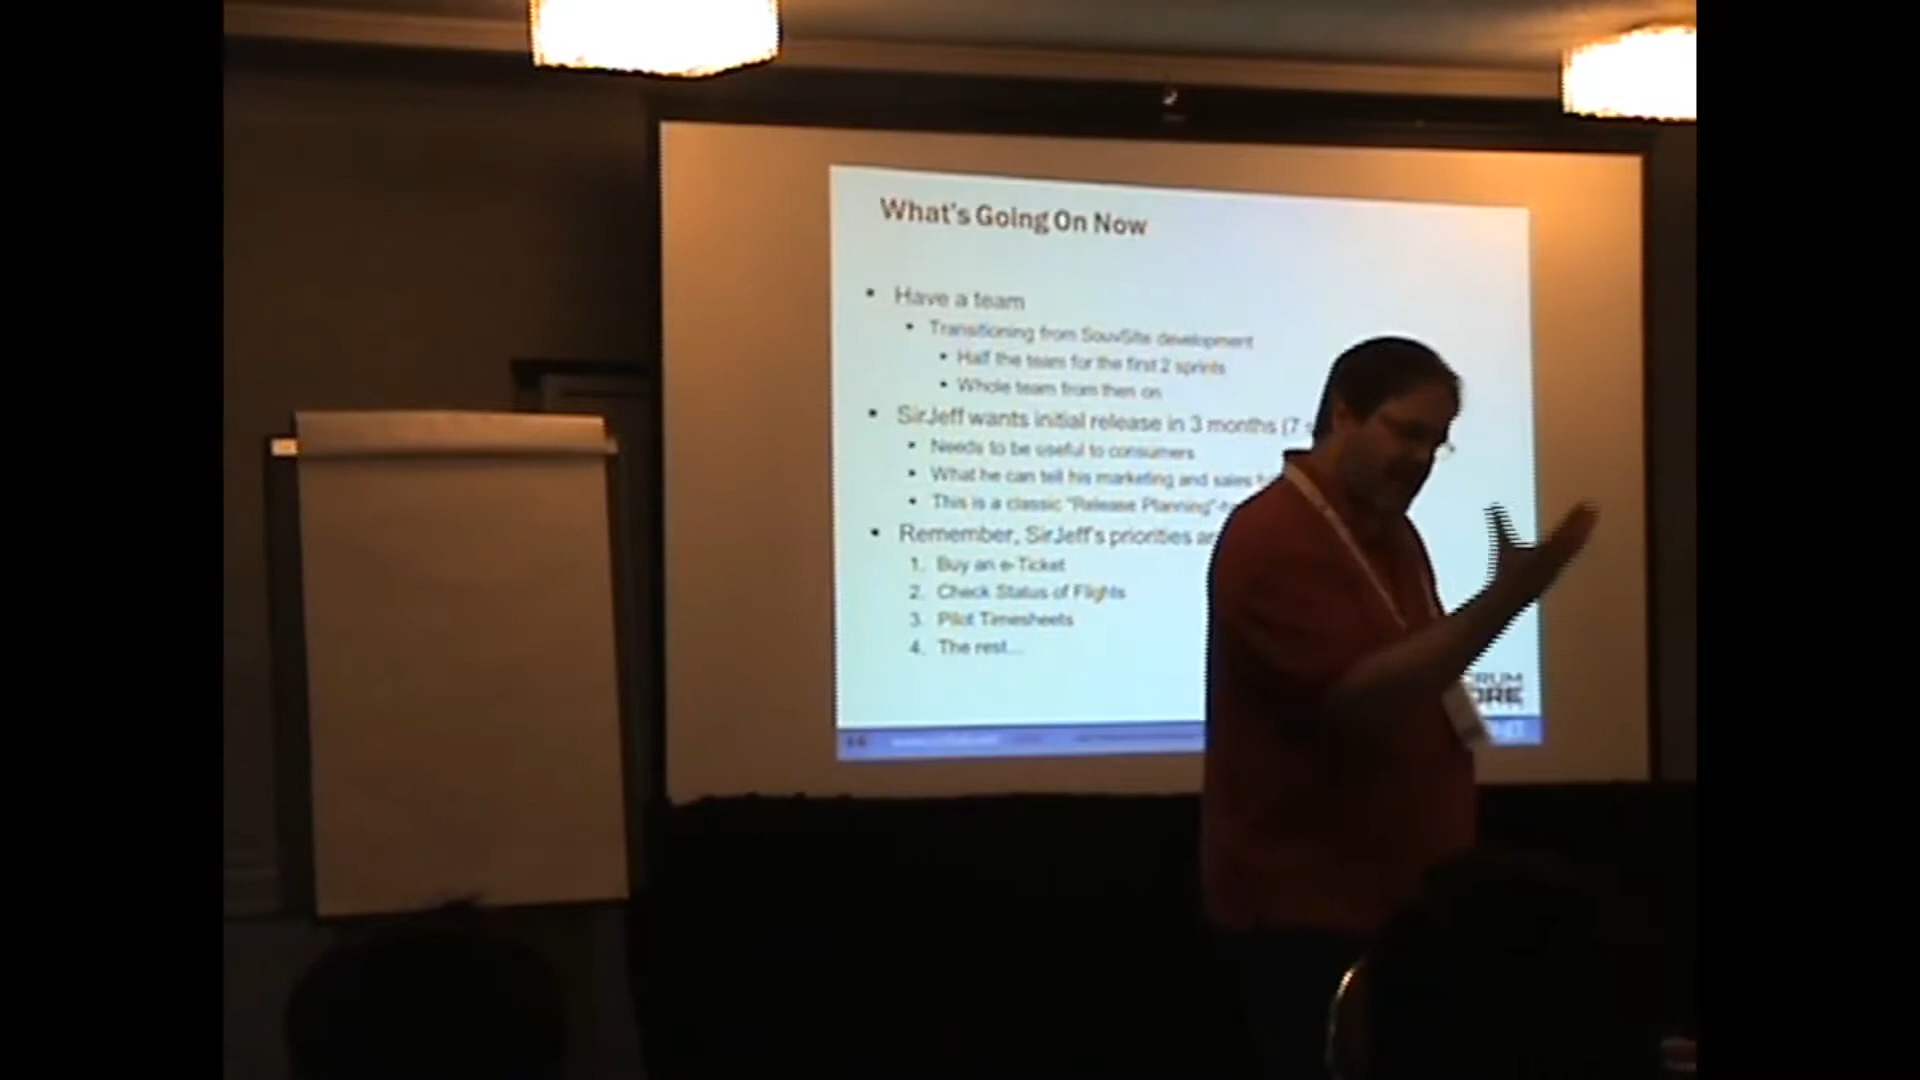 What's Going On Now
• Have a team
• Transitioning from SouvSite development
• Half the team for the first 2 sprints
• Whole team from then on
• SirJeff wants initial release in 3 months (7
• Needs to be useful to consumers
• What he can tell his marketing and sales
• This is a classic "Release Planning"
• Remember, SirJeff's priorities
1. Buy an e-Ticket
2. Check Status of Flights
3. Pilot Timesheets
4. The rest...
RUM
ORE